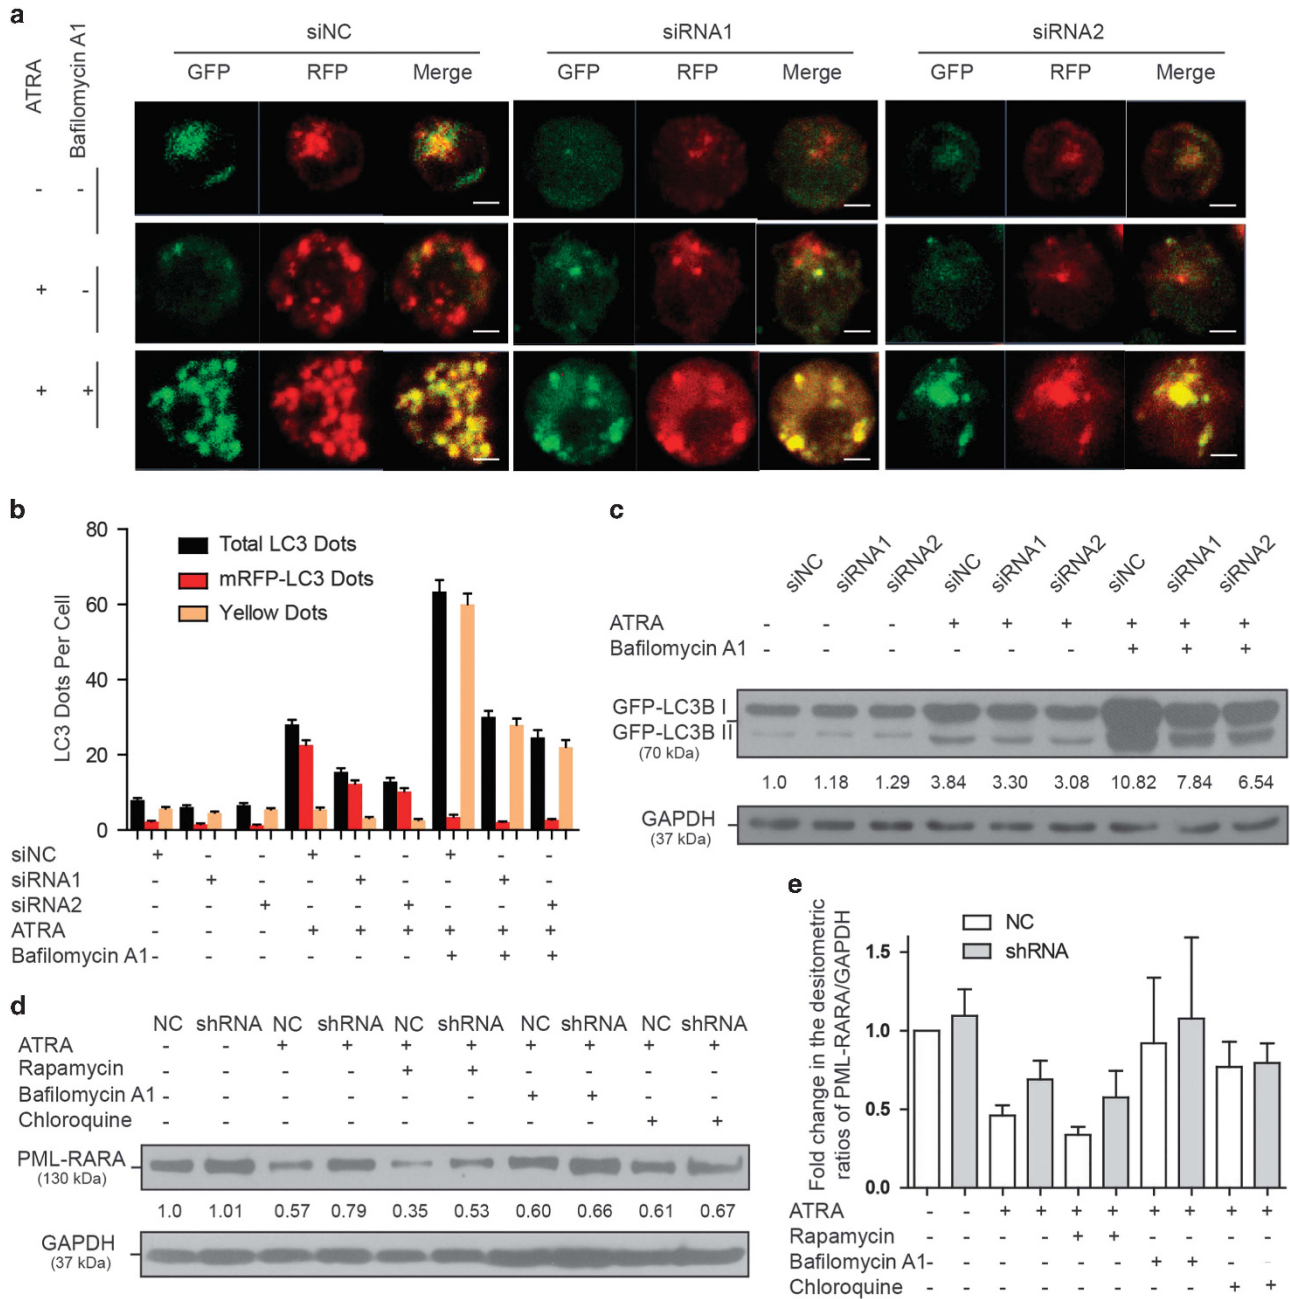 a
siNC siRNA1 siRNA2
ATRA Bafilomycin A1 GFP RFP Merge GFP RFP Merge GFP RFP Merge
- -
+ -
+ +
b
LC3 Dots Per Cell
80
60
40
20
0
Total LC3 Dots
mRFP-LC3 Dots
Yellow Dots
siNC + - - + - - + - -
siRNA1 - + - - + - - + -
siRNA2 - - + - - + - - +
ATRA - - - + + + + + +
Bafilomycin A1 - - - - - - + + +
c
siNC siRNA1 siRNA2 siNC siRNA1 siRNA2 siNC siRNA1 siRNA2
ATRA - - - + + + + + +
Bafilomycin A1 - - - - - - + + +
GFP-LC3B I
GFP-LC3B II
(70 kDa)
1.0 1.18 1.29 3.84 3.30 3.08 10.82 7.84 6.54
GAPDH
(37 kDa)
d
NC shRNA NC shRNA NC shRNA NC shRNA NC shRNA
ATRA - - + + + + + + + +
Rapamycin - - - - + + - - - -
Bafilomycin A1 - - - - - - + + - -
Chloroquine - - - - - - - - + +
PML-RARA
(130 kDa)
1.0 1.01 0.57 0.79 0.35 0.53 0.60 0.66 0.61 0.67
GAPDH
(37 kDa)
e
Fold change in the desitometric
ratios of PML-RARA/GAPDH
NC
shRNA
1.5
1.0
0.5
0.0
ATRA - - + + + + + + + +
Rapamycin - - - - + + - - - -
Bafilomycin A1 - - - - - - + + - -
Chloroquine - - - - - - - - + +